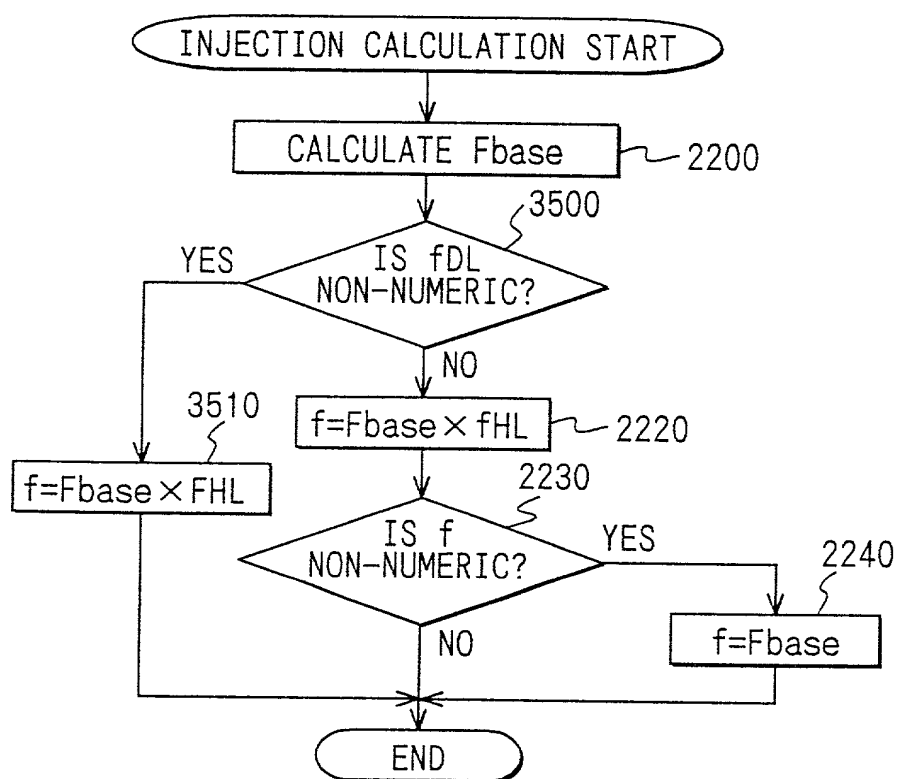 INJECTION CALCULATION START
CALCULATE Fbase
2200
3500
IS fDL
NON-NUMERIC?
YES
NO
3510
f=Fbase×FHL
f=Fbase×fHL
2220
2230
IS f
NON-NUMERIC?
YES
NO
2240
f=Fbase
END